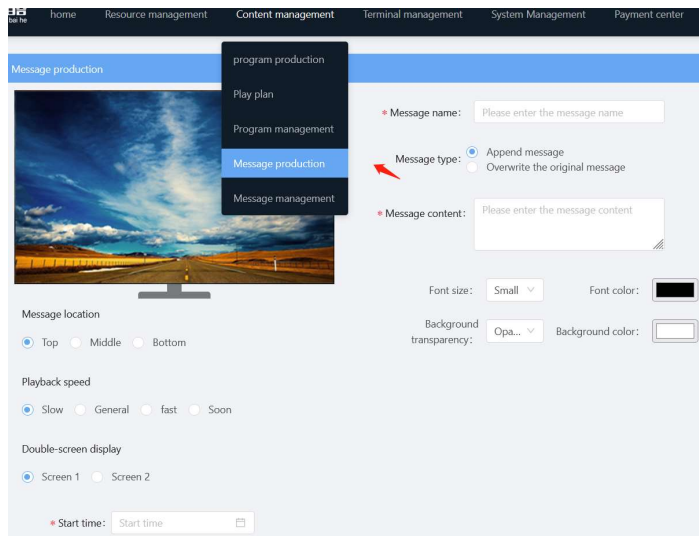 bai he
home Resource management Content management Terminal management System Management Payment center
Message production
program production
Play plan
Program management
Message production
Message management
* Message name: Please enter the message name
Message type: Append message
Overwrite the original message
* Message content: Please enter the message content
Font size: Small Font color:
Background transparency: Opa... Background color:
Message location
Top Middle Bottom
Playback speed
Slow General fast Soon
Double-screen display
Screen 1 Screen 2
* Start time: Start time